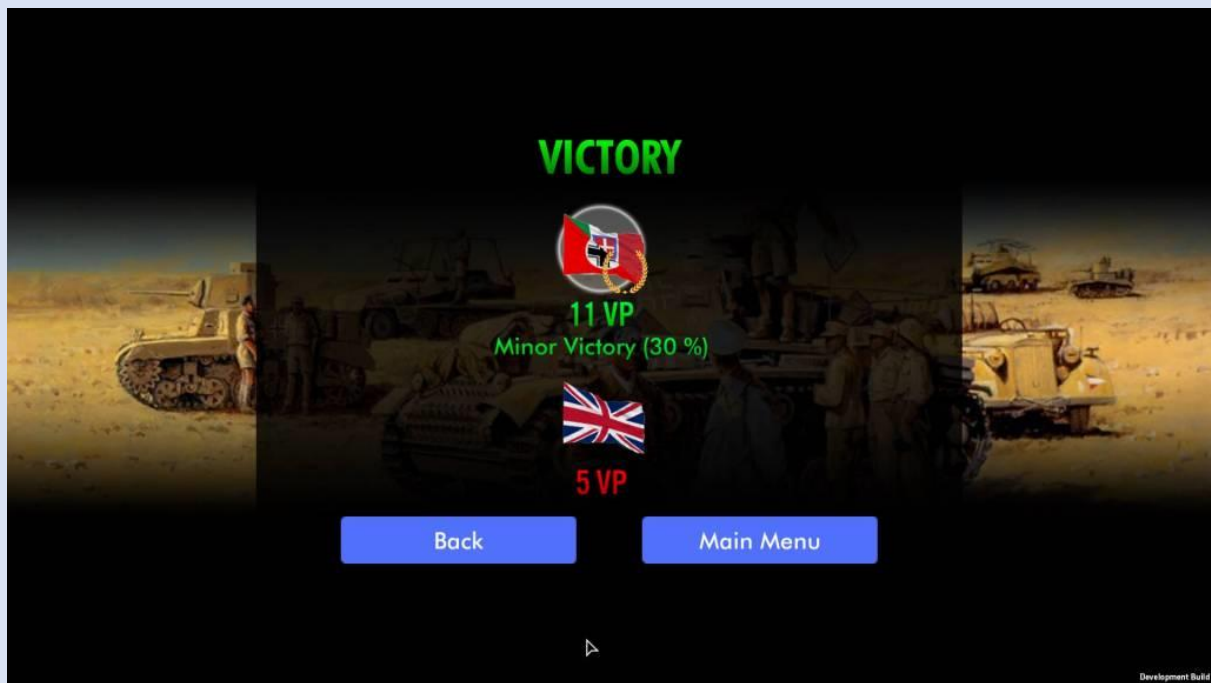 VICTORY
11 VP
Minor Victory (30 %)
5 VP
Back
Main Menu
Development Build